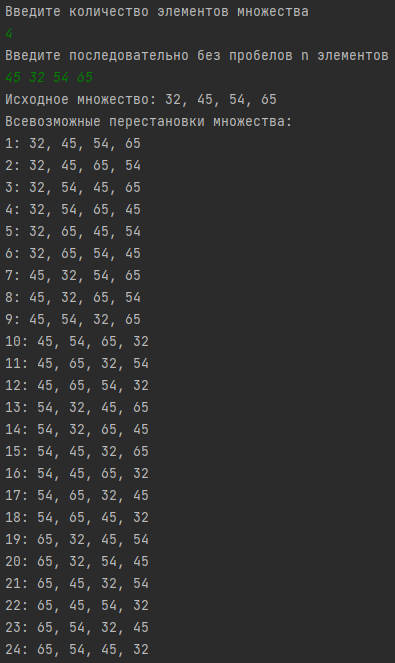 Введите количество элементов множества
4
Введите последовательно без пробелов n элементов
45 32 54 65
Исходное множество: 32, 45, 54, 65
Всевозможные перестановки множества:
1: 32, 45, 54, 65
2: 32, 45, 65, 54
3: 32, 54, 45, 65
4: 32, 54, 65, 45
5: 32, 65, 45, 54
6: 32, 65, 54, 45
7: 45, 32, 54, 65
8: 45, 32, 65, 54
9: 45, 54, 32, 65
10: 45, 54, 65, 32
11: 45, 65, 32, 54
12: 45, 65, 54, 32
13: 54, 32, 45, 65
14: 54, 32, 65, 45
15: 54, 45, 32, 65
16: 54, 45, 65, 32
17: 54, 65, 32, 45
18: 54, 65, 45, 32
19: 65, 32, 45, 54
20: 65, 32, 54, 45
21: 65, 45, 32, 54
22: 65, 45, 54, 32
23: 65, 54, 32, 45
24: 65, 54, 45, 32